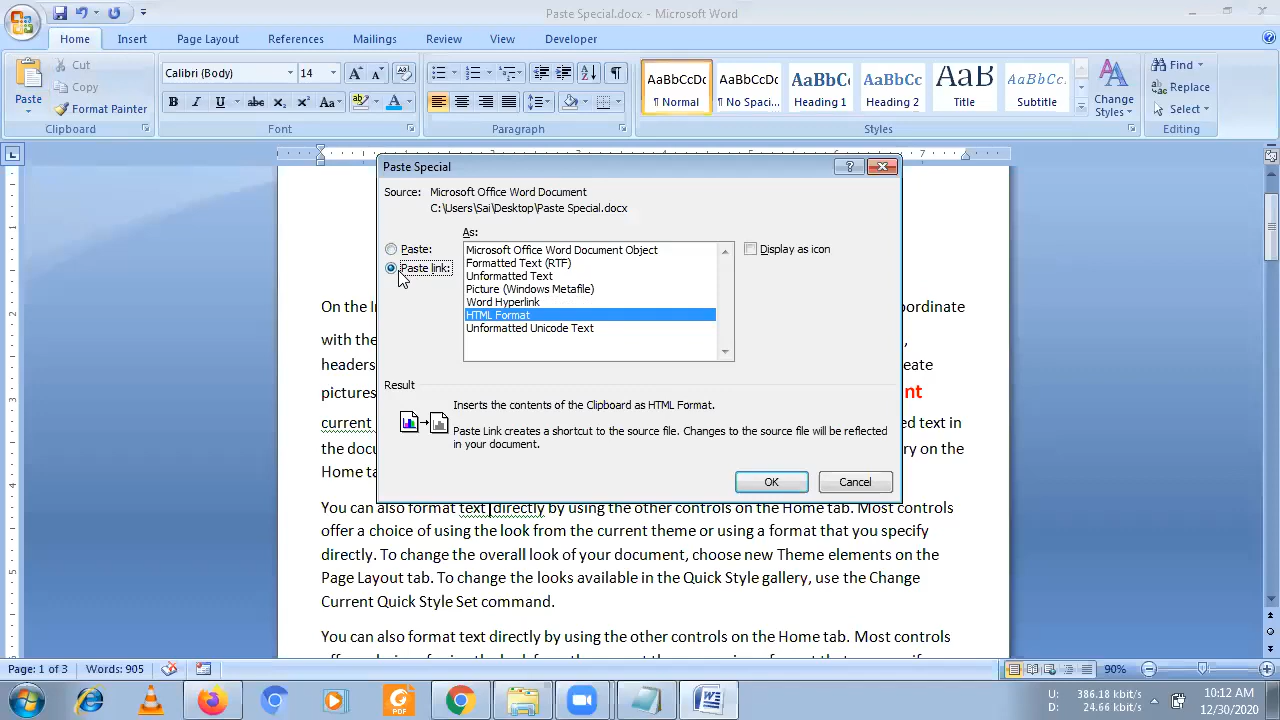 Paste Special.docx - Microsoft Word
Home Insert Page Layout References Mailings Review View Developer
Paste
Cut
Copy
Format Painter
Clipboard
Calibri (Body) 14
B I U abc x₂ x² Aa
Font
Paragraph
AaBbCcDc AaBbCcDc AaBbC AaBbCc AaB AaBbCc.
¶ Normal ¶ No Spaci... Heading 1 Heading 2 Title Subtitle
Change Styles
Styles
Find
Replace
Select
Editing
Paste Special
Source: Microsoft Office Word Document
C:\Users\Sai\Desktop\Paste Special.docx
As:
Paste:
Paste link:
Microsoft Office Word Document Object
Formatted Text (RTF)
Unformatted Text
Picture (Windows Metafile)
Word Hyperlink
HTML Format
Unformatted Unicode Text
Display as icon
Result
Inserts the contents of the Clipboard as HTML Format.
Paste Link creates a shortcut to the source file. Changes to the source file will be reflected
in your document.
OK Cancel
On the
with the
headers
pictures
current ed text in
the docu ry on the
Home ta
You can also format text directly by using the other controls on the Home tab. Most controls
offer a choice of using the look from the current theme or using a format that you specify
directly. To change the overall look of your document, choose new Theme elements on the
Page Layout tab. To change the looks available in the Quick Style gallery, use the Change
Current Quick Style Set command.
You can also format text directly by using the other controls on the Home tab. Most controls
Page: 1 of 3 Words: 905 90%
U: 386.18 kbit/s
D: 24.66 kbit/s
10:12 AM
12/30/2020